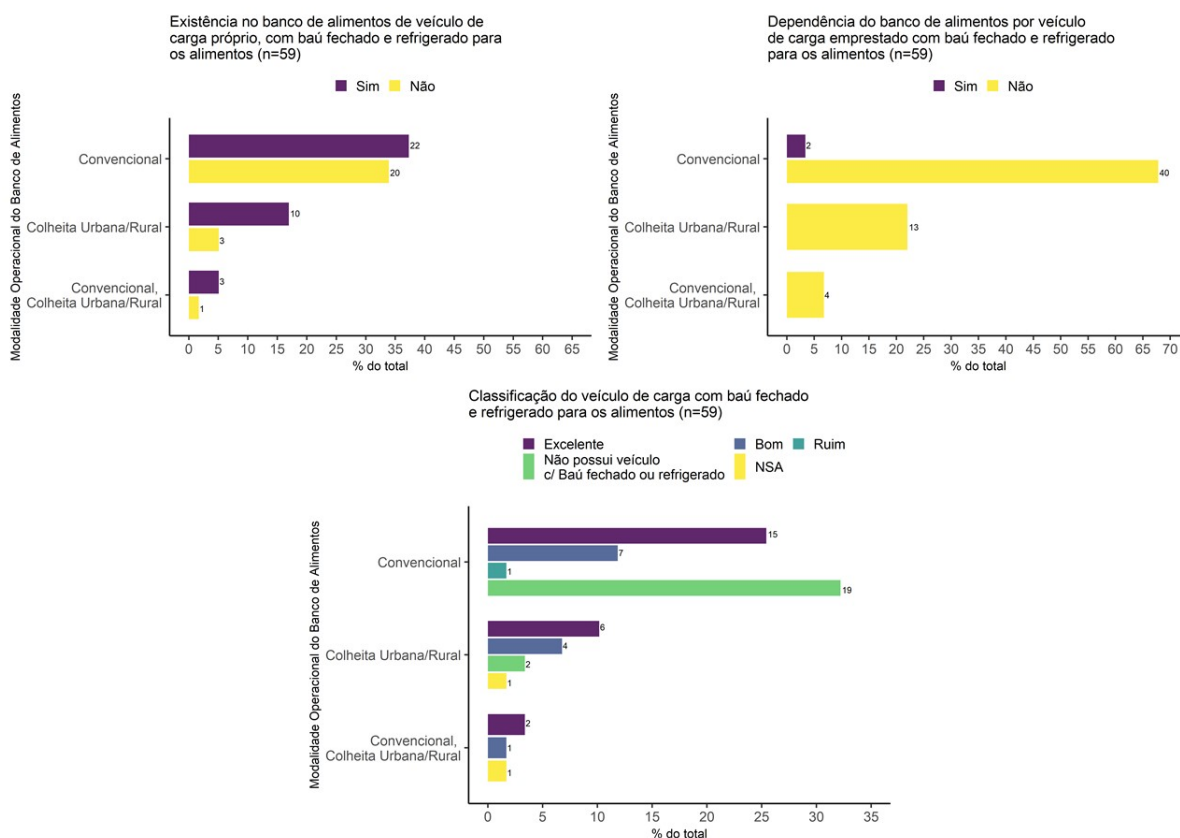 Existência no banco de alimentos de veículo de
carga próprio, com baú fechado e refrigerado para
os alimentos (n=59)
Sim Não
Modalidade Operacional do Banco de Alimentos
Convencional
22
20
Colheita Urbana/Rural
10
3
Convencional,
Colheita Urbana/Rural
3
1
0 5 10 15 20 25 30 35 40 45 50 55 60 65
% do total
Dependência do banco de alimentos por veículo
de carga emprestado com baú fechado e refrigerado
para os alimentos (n=59)
Sim Não
Modalidade Operacional do Banco de Alimentos
Convencional
2
40
Colheita Urbana/Rural
13
Convencional,
Colheita Urbana/Rural
4
0 5 10 15 20 25 30 35 40 45 50 55 60 65 70
% do total
Classificação do veículo de carga com baú fechado
e refrigerado para os alimentos (n=59)
Excelente Bom Ruim
Não possui veículo
c/ Baú fechado ou refrigerado NSA
Modalidade Operacional do Banco de Alimentos
Convencional
15
7
1
19
Colheita Urbana/Rural
6
4
2
1
Convencional,
Colheita Urbana/Rural
2
1
1
0 5 10 15 20 25 30 35
% do total